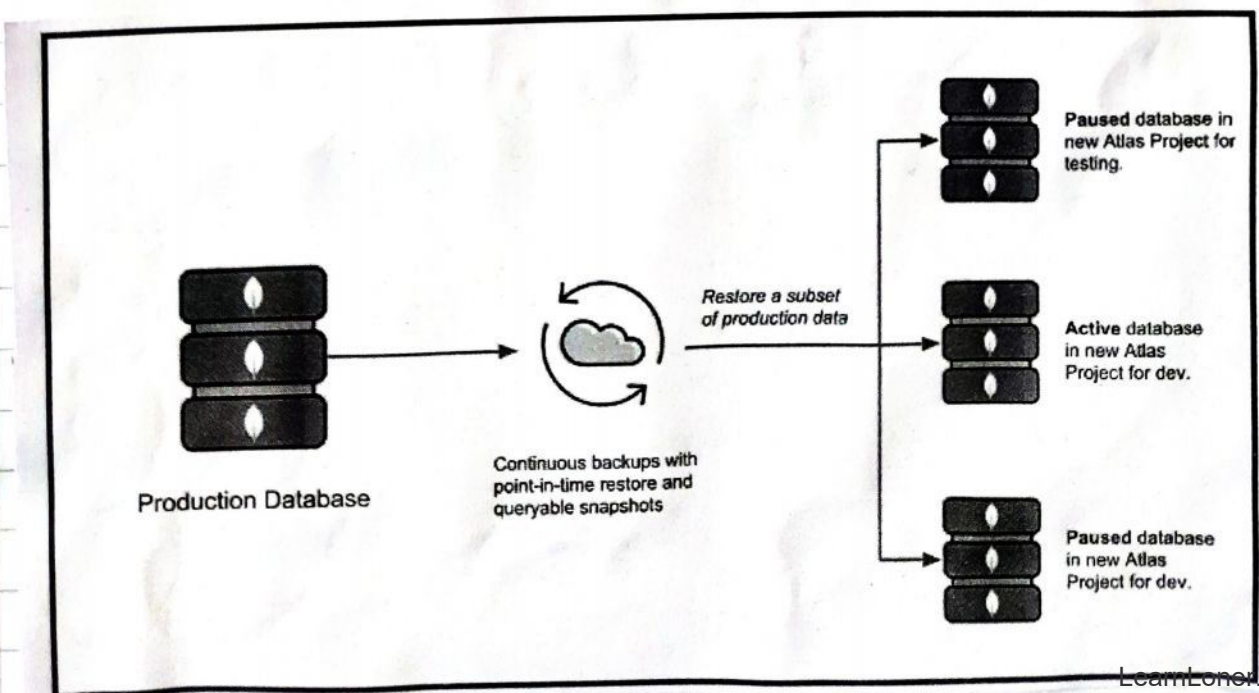 Paused database in
new Atlas Project for
testing.
Restore a subset
of production data
Active database
in new Atlas
Project for dev.
Continuous backups with
point-in-time restore and
queryable snapshots
Production Database
Paused database
in new Atlas
Project for dev.
LearnLoner